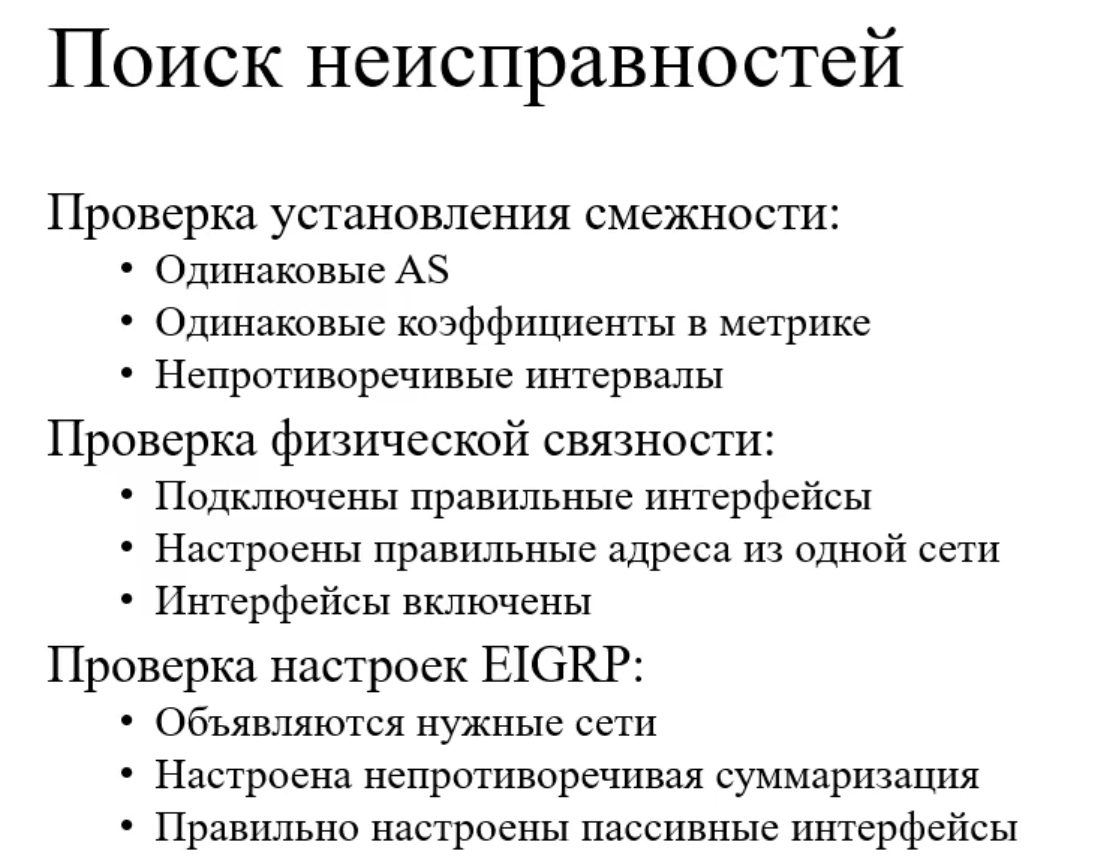 Поиск неисправностей
Проверка установления смежности:
• Одинаковые AS
• Одинаковые коэффициенты в метрике
• Непротиворечивые интервалы
Проверка физической связности:
• Подключены правильные интерфейсы
• Настроены правильные адреса из одной сети
• Интерфейсы включены
Проверка настроек EIGRP:
• Объявляются нужные сети
• Настроена непротиворечивая суммаризация
• Правильно настроены пассивные интерфейсы